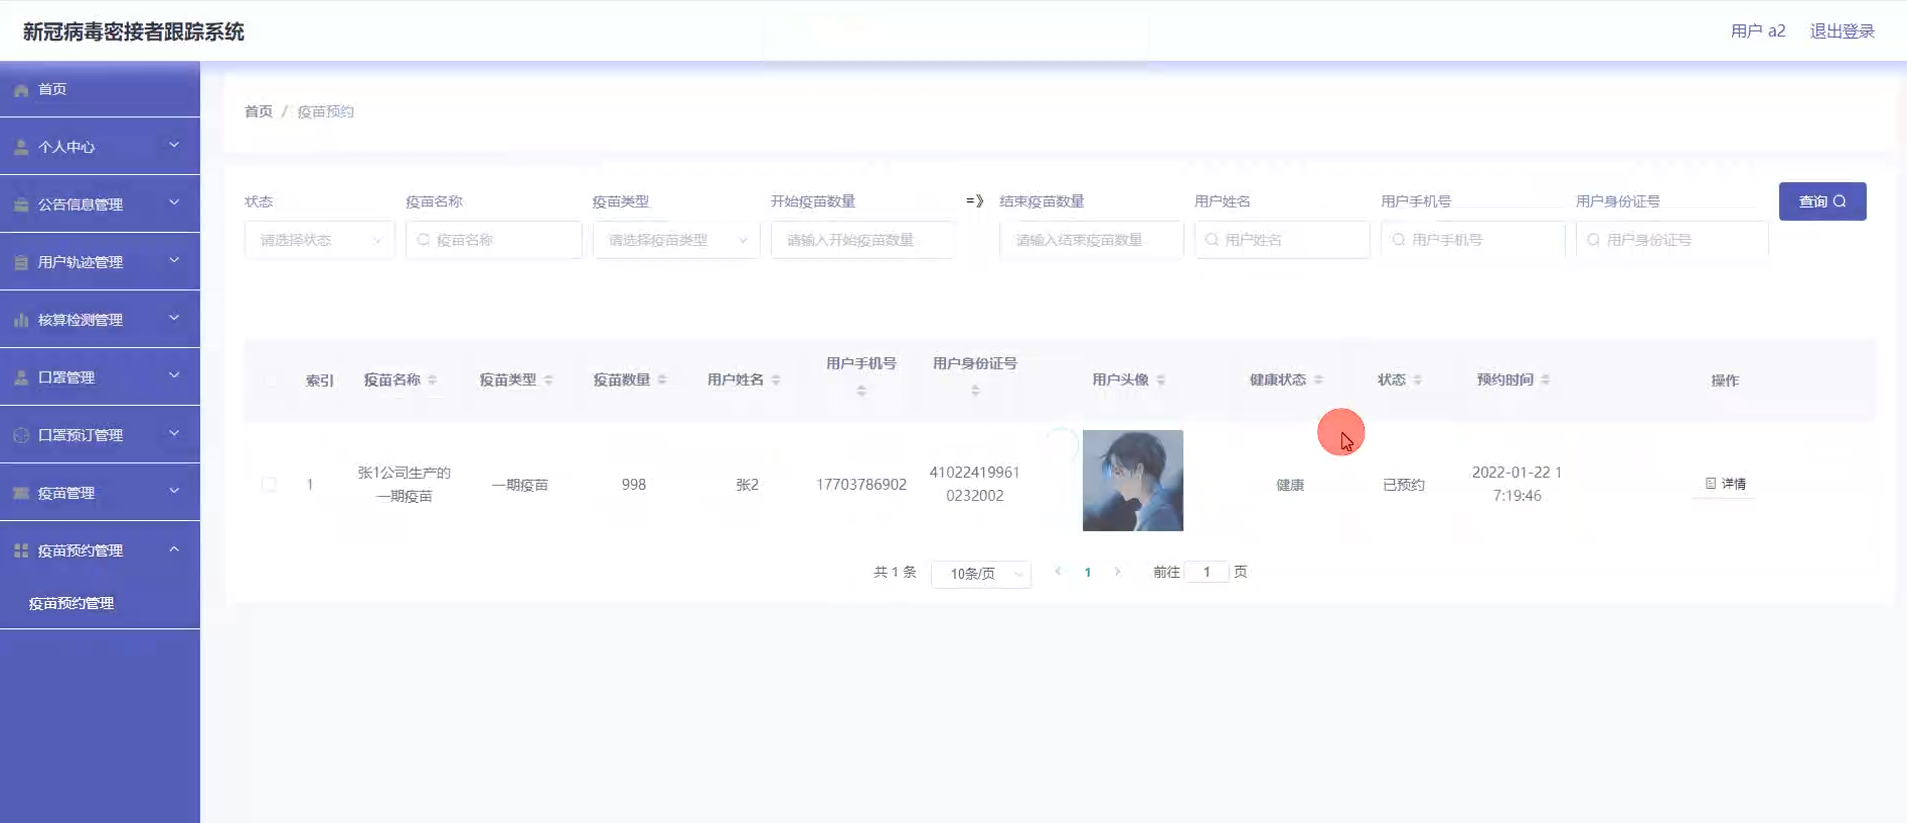 新冠病毒密接者跟踪系统
用户 a2 退出登录
首页
个人中心
公告信息管理
用户轨迹管理
核算检测管理
口罩管理
口罩预订管理
疫苗管理
疫苗预约管理
疫苗预约管理
首页 / 疫苗预约
状态 疫苗名称 疫苗类型 开始疫苗数量 =》 结束疫苗数量 用户姓名 用户手机号 用户身份证号 查询
请选择状态 疫苗名称 请选择疫苗类型 请输入开始疫苗数量 请输入结束疫苗数量 用户姓名 用户手机号 用户身份证号
索引 疫苗名称 疫苗类型 疫苗数量 用户姓名 用户手机号 用户身份证号 用户头像 健康状态 状态 预约时间 操作
1 张1公司生产的 一期疫苗 998 张2 17703786902 41022419961 健康 已预约 2022-01-22 1 详情
一期疫苗 0232002 7:19:46
共 1 条 10条/页 1 前往 1 页